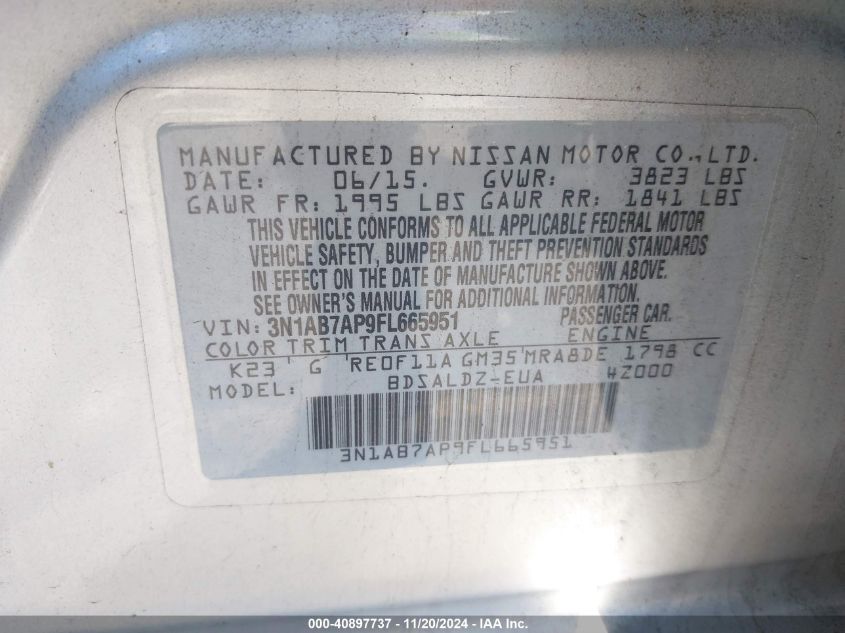 MANUFACTURED BY NISSAN MOTOR CO., LTD.
DATE: 06/15. GVWR: 3823 LBS
GAWR FR: 1995 LBS GAWR RR: 1841 LBS
THIS VEHICLE CONFORMS TO ALL APPLICABLE FEDERAL MOTOR
VEHICLE SAFETY, BUMPER AND THEFT PREVENTION STANDARDS
IN EFFECT ON THE DATE OF MANUFACTURE SHOWN ABOVE.
SEE OWNER'S MANUAL FOR ADDITIONAL INFORMATION.
VIN: 3N1AB7AP9FL665951 PASSENGER CAR.
COLOR TRIM TRANS AXLE ENGINE
K23 G RE0F11A GM35 MRA8DE 1798 CC
MODEL: BDSALDZ-EUA 4Z000
3N1AB7AP9FL665951
000-40897737 - 11/20/2024 - IAA Inc.